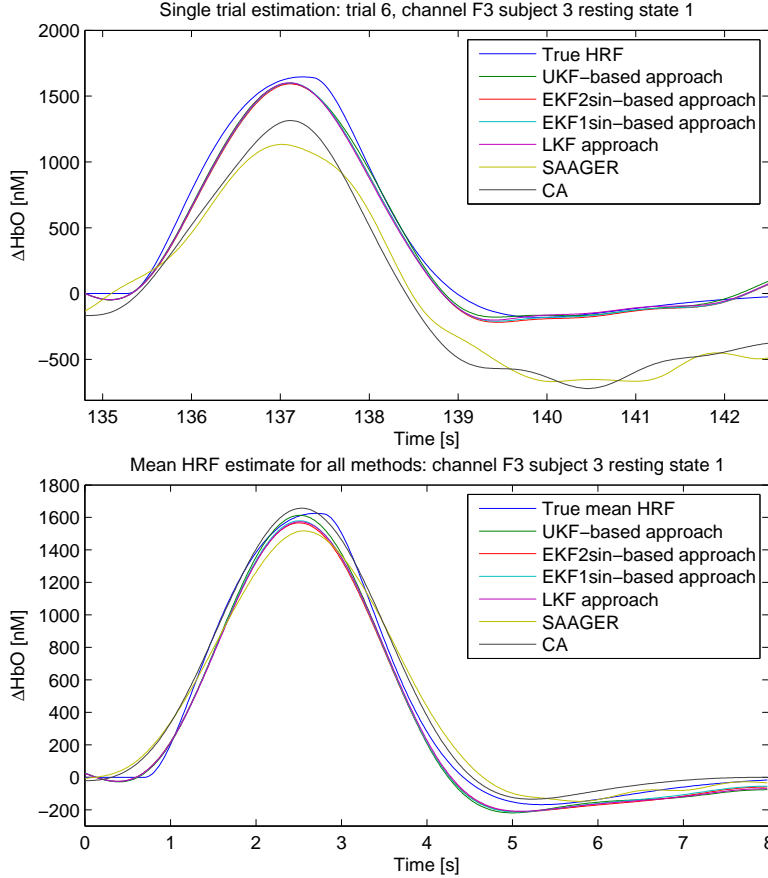 Single trial estimation: trial 6, channel F3 subject 3 resting state 1
2000
1500
1000
500
0
−500
ΔHbO [nM]
True HRF
UKF−based approach
EKF2sin−based approach
EKF1sin−based approach
LKF approach
SAAGER
CA
135 136 137 138 139 140 141 142
Time [s]
Mean HRF estimate for all methods: channel F3 subject 3 resting state 1
1800
1600
1400
1200
1000
800
600
400
200
0
−200
ΔHbO [nM]
True mean HRF
UKF−based approach
EKF2sin−based approach
EKF1sin−based approach
LKF approach
SAAGER
CA
0 1 2 3 4 5 6 7 8
Time [s]